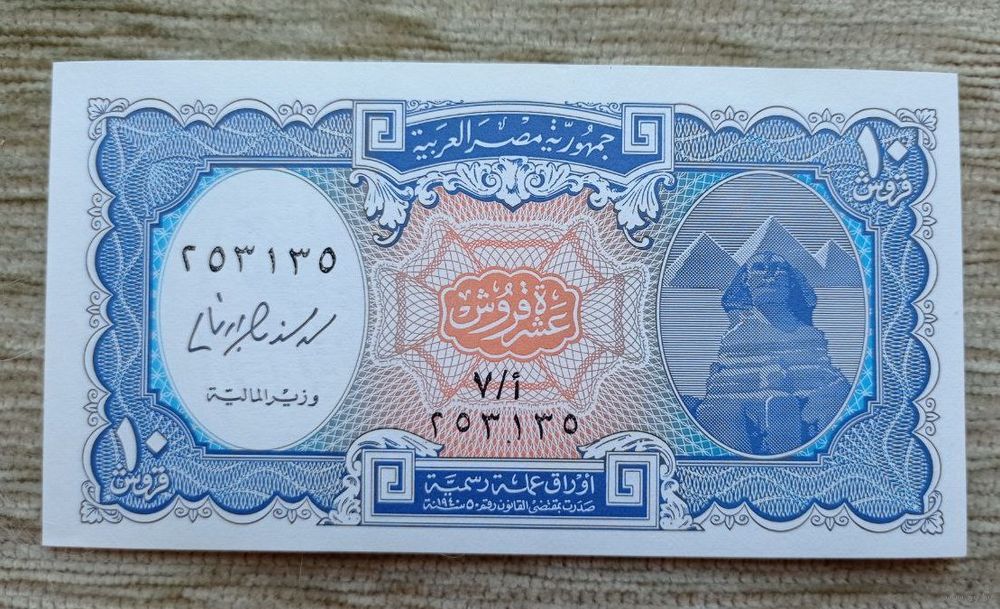 جمهورية مصر العربية
١٠
قروش
٢٥٣١٣٥
عشرة قروش
وزير المالية
أ/٧
٢٥٣١٣٥
١٠
قروش
أوراق عملة رسمية
صدرت بمقتضى القانون رقم ٥٠ سنة ١٩٤٠